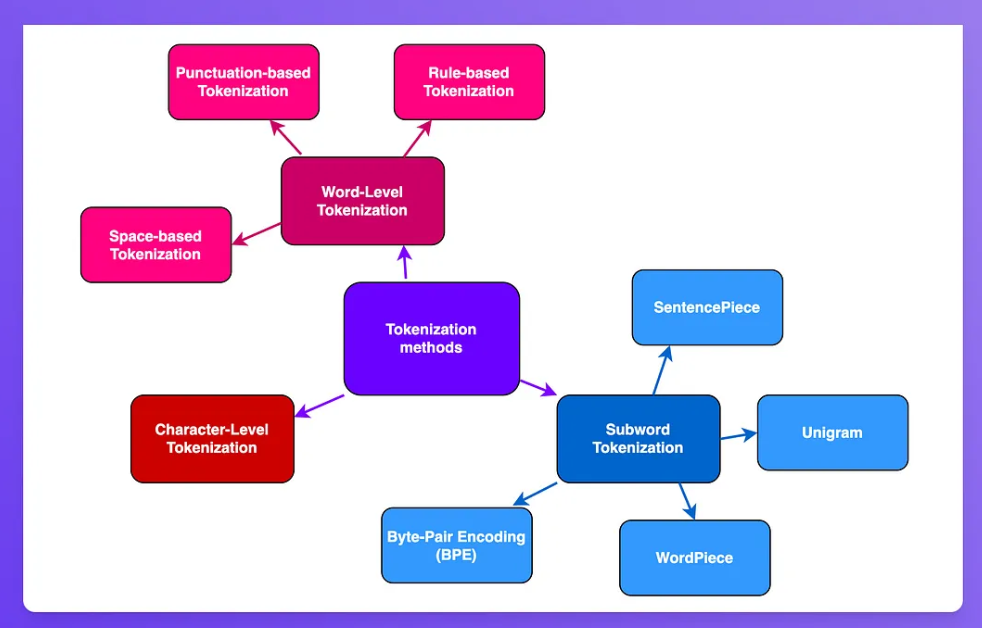 Punctuation-based
Tokenization
Rule-based
Tokenization
Word-Level
Tokenization
Space-based
Tokenization
Tokenization
methods
SentencePiece
Character-Level
Tokenization
Subword
Tokenization
Unigram
Byte-Pair Encoding
(BPE)
WordPiece